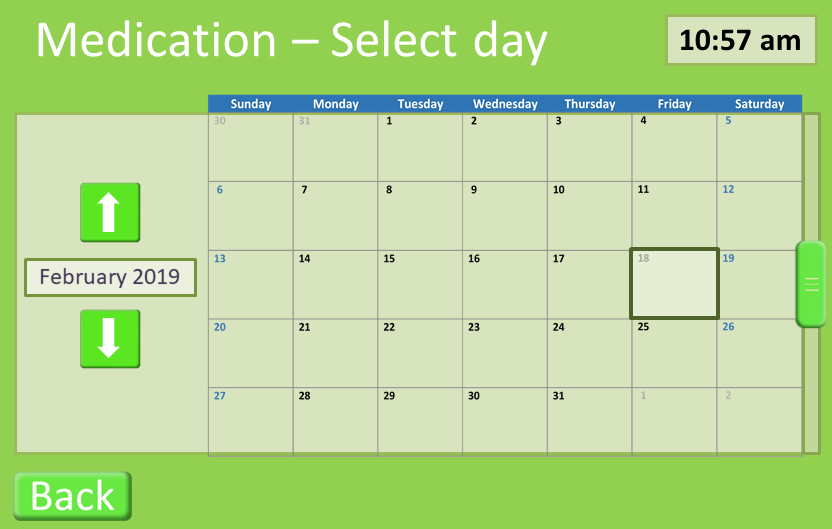 Medication – Select day
10:57 am
Sunday Monday Tuesday Wednesday Thursday Friday Saturday
30 31 1 2 3 4 5
6 7 8 9 10 11 12
February 2019
13 14 15 16 17 18 19
20 21 22 23 24 25 26
27 28 29 30 31 1 2
Back